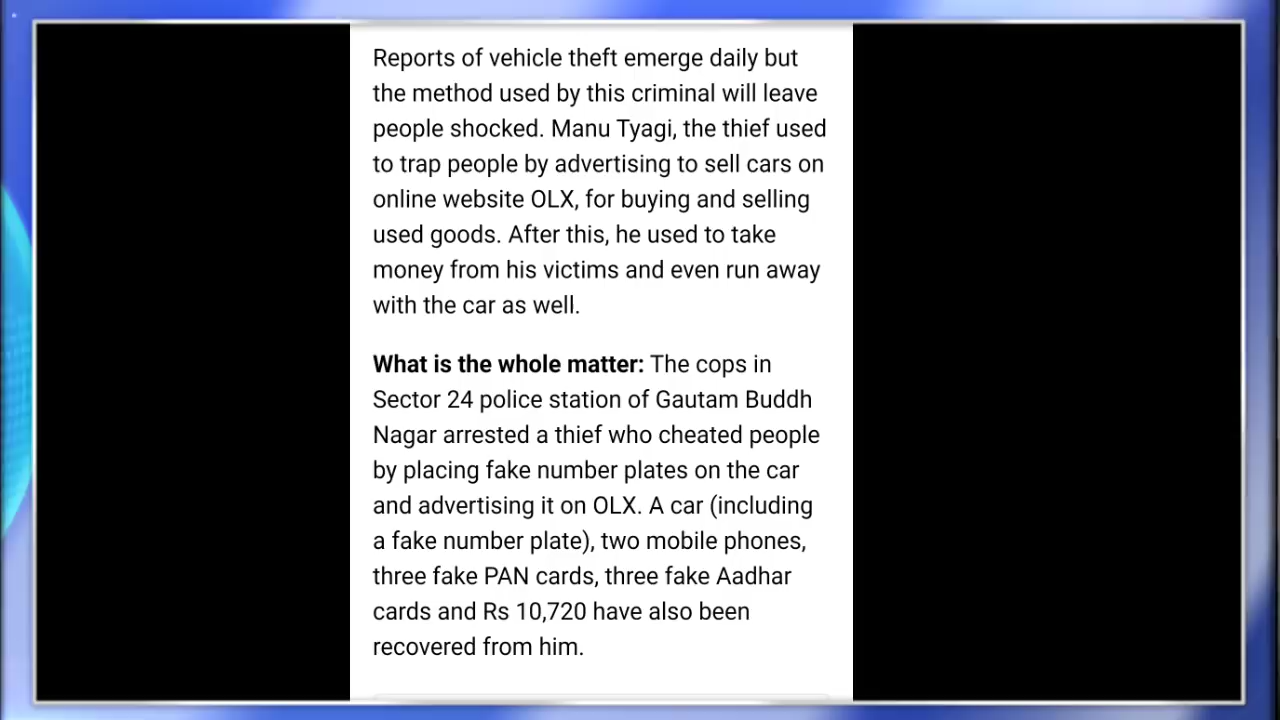 Reports of vehicle theft emerge daily but
the method used by this criminal will leave
people shocked. Manu Tyagi, the thief used
to trap people by advertising to sell cars on
online website OLX, for buying and selling
used goods. After this, he used to take
money from his victims and even run away
with the car as well.
What is the whole matter: The cops in
Sector 24 police station of Gautam Buddh
Nagar arrested a thief who cheated people
by placing fake number plates on the car
and advertising it on OLX. A car (including
a fake number plate), two mobile phones,
three fake PAN cards, three fake Aadhar
cards and Rs 10,720 have also been
recovered from him.